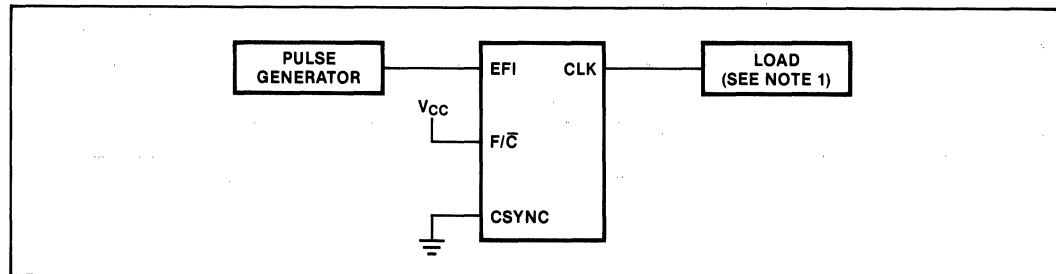 PULSE
GENERATOR
EFI
CLK
LOAD
(SEE NOTE 1)
VCC
F/C̅
CSYNC